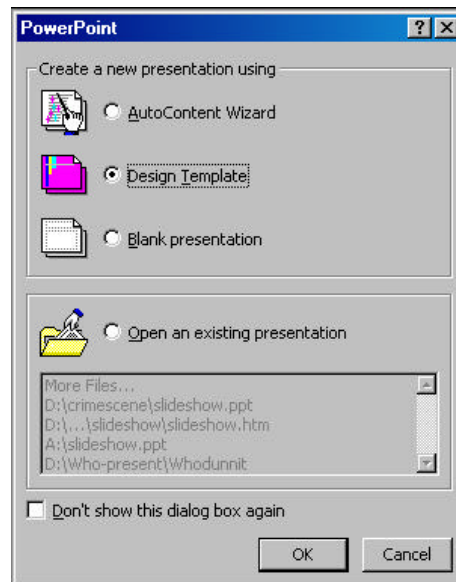 PowerPoint
Create a new presentation using
AutoContent Wizard
Design Template
Blank presentation
Open an existing presentation
More Files...
D:\crimescene\slideshow.ppt
D:\...\slideshow\slideshow.htm
A:\slideshow.ppt
D:\Who-present\Whodunnit
Don't show this dialog box again
OK Cancel